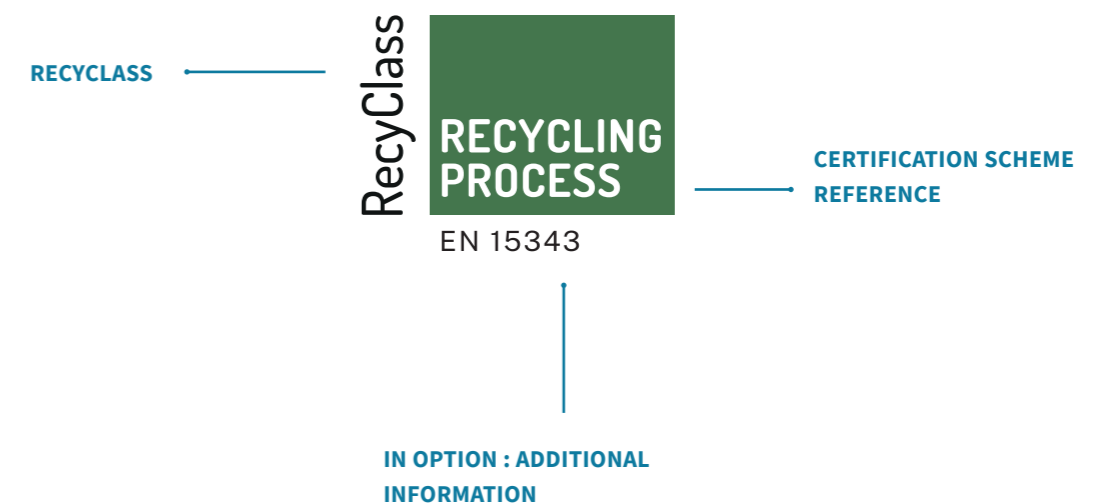 RECYCLASS
RecyClass
RECYCLING
PROCESS
EN 15343
CERTIFICATION SCHEME
REFERENCE
IN OPTION : ADDITIONAL
INFORMATION